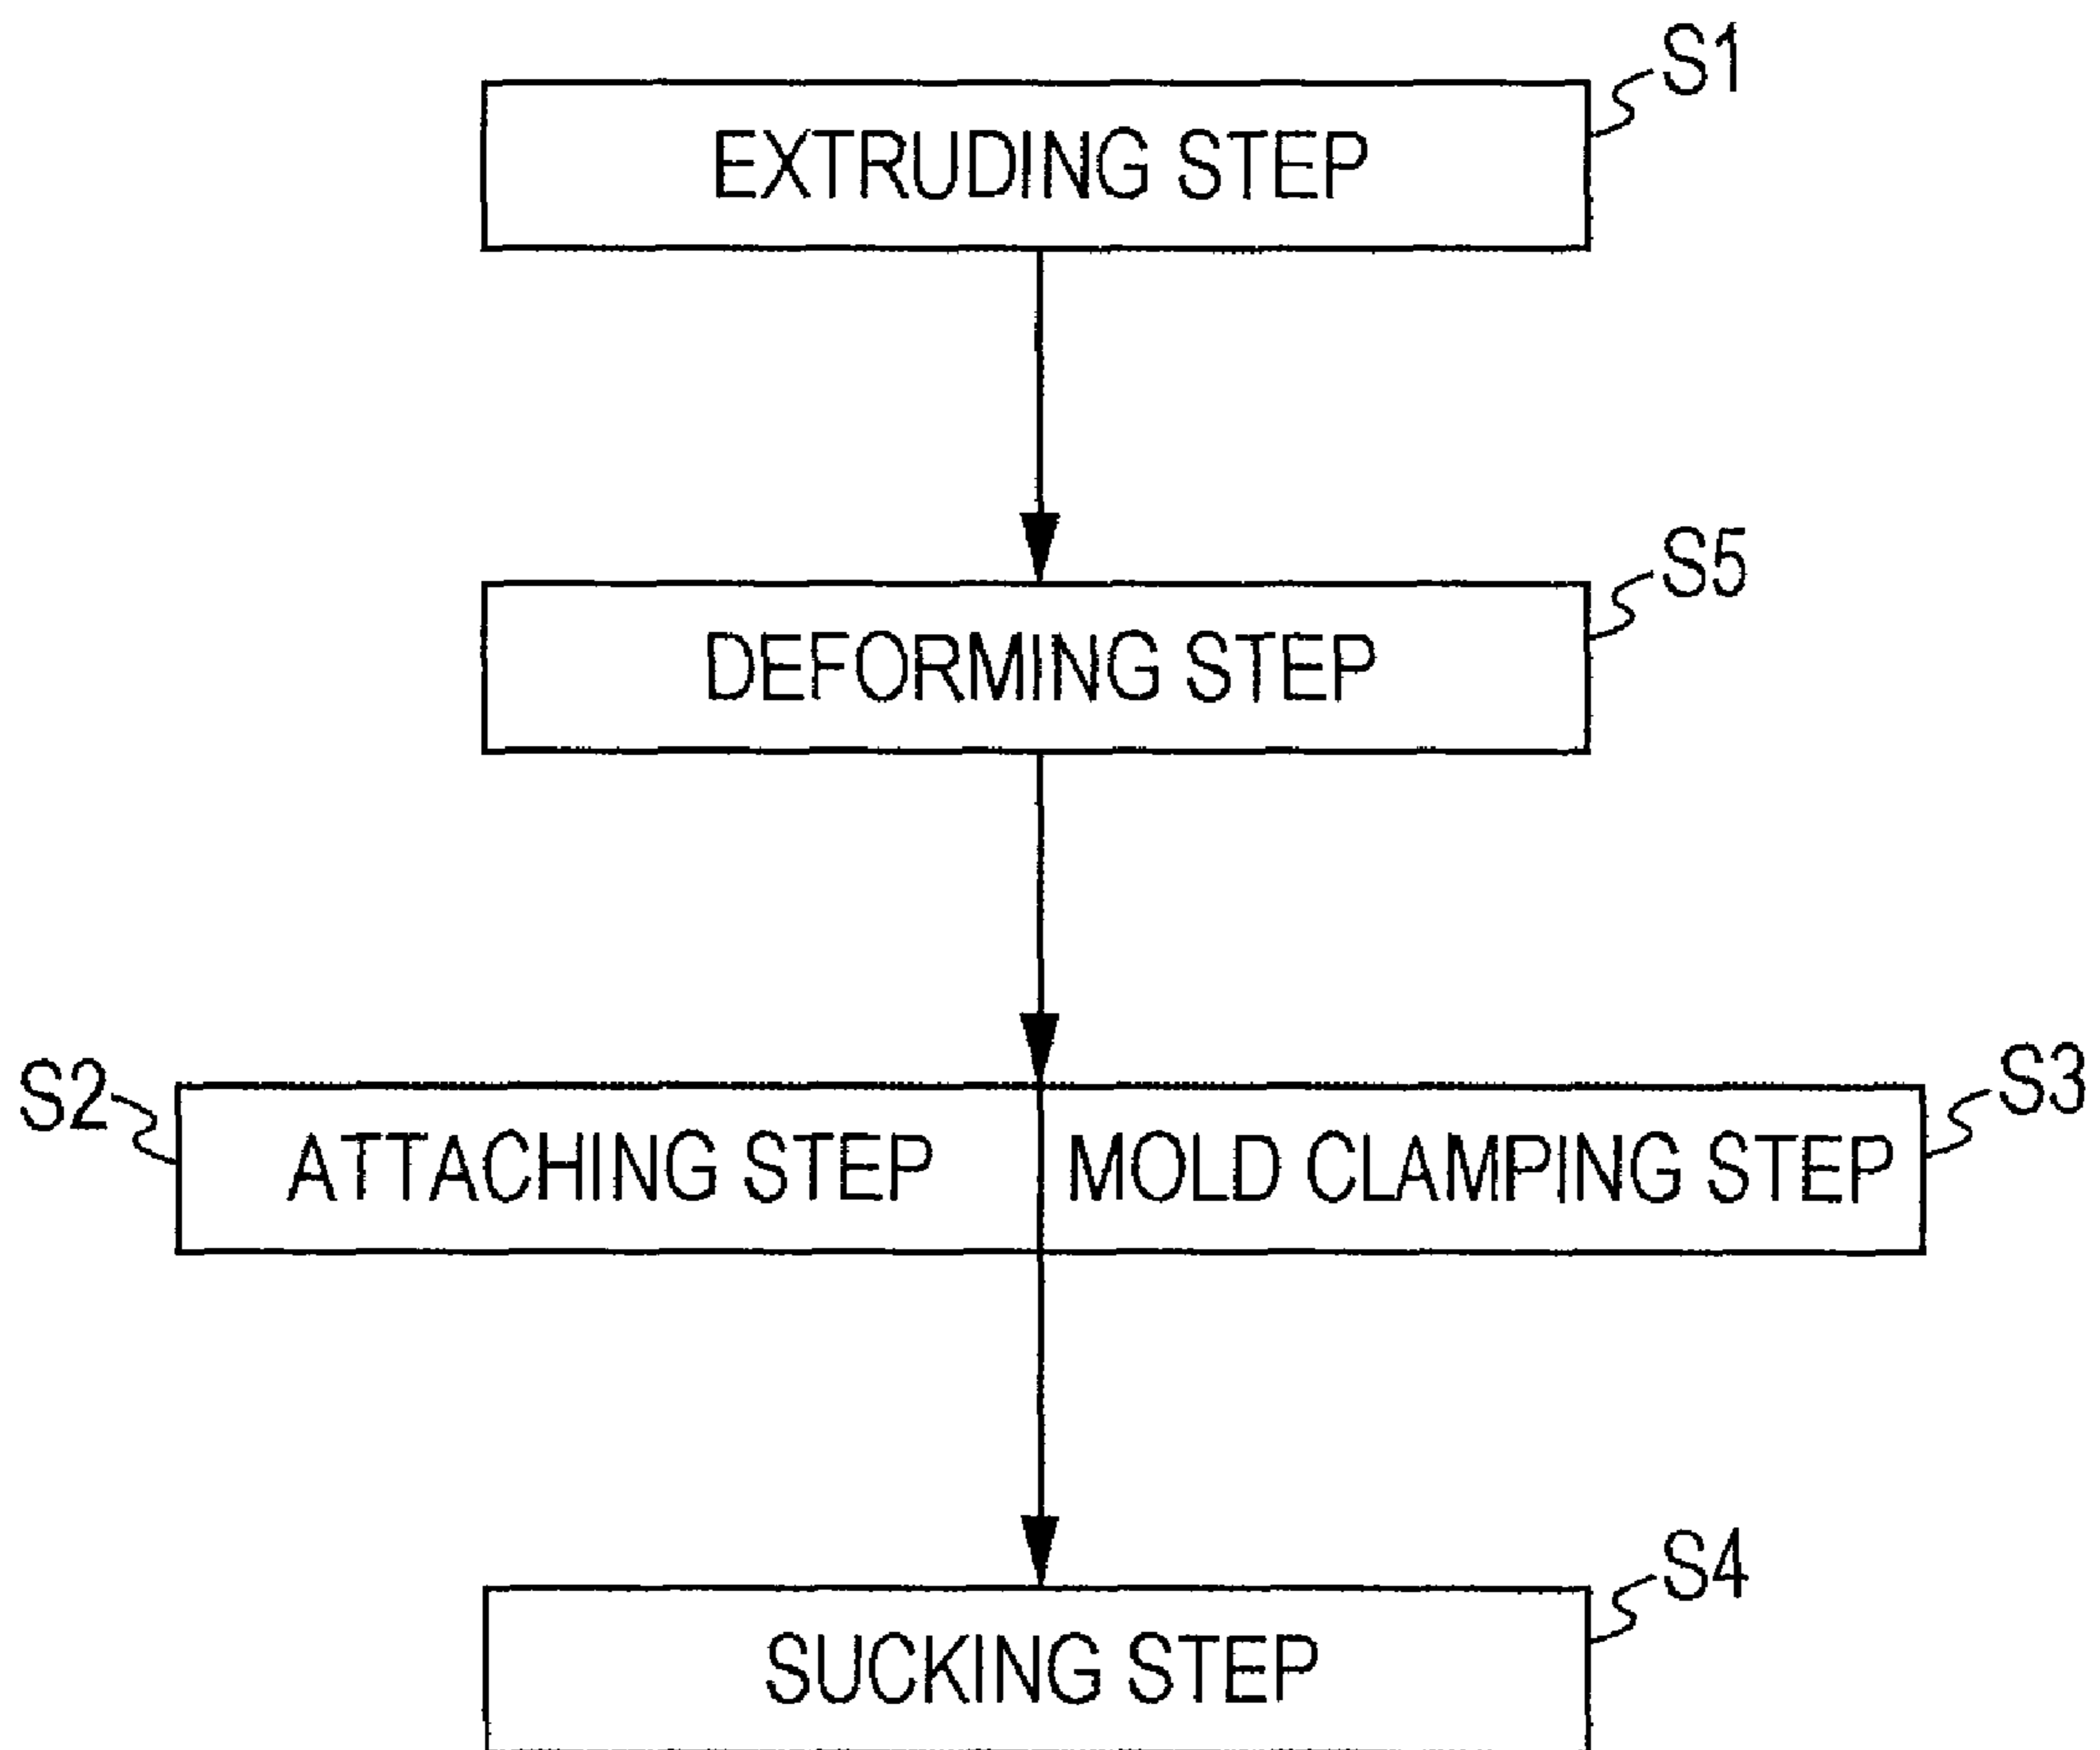 S1
EXTRUDING STEP
S5
DEFORMING STEP
S2
S3
ATTACHING STEP
MOLD CLAMPING STEP
S4
SUCKING STEP